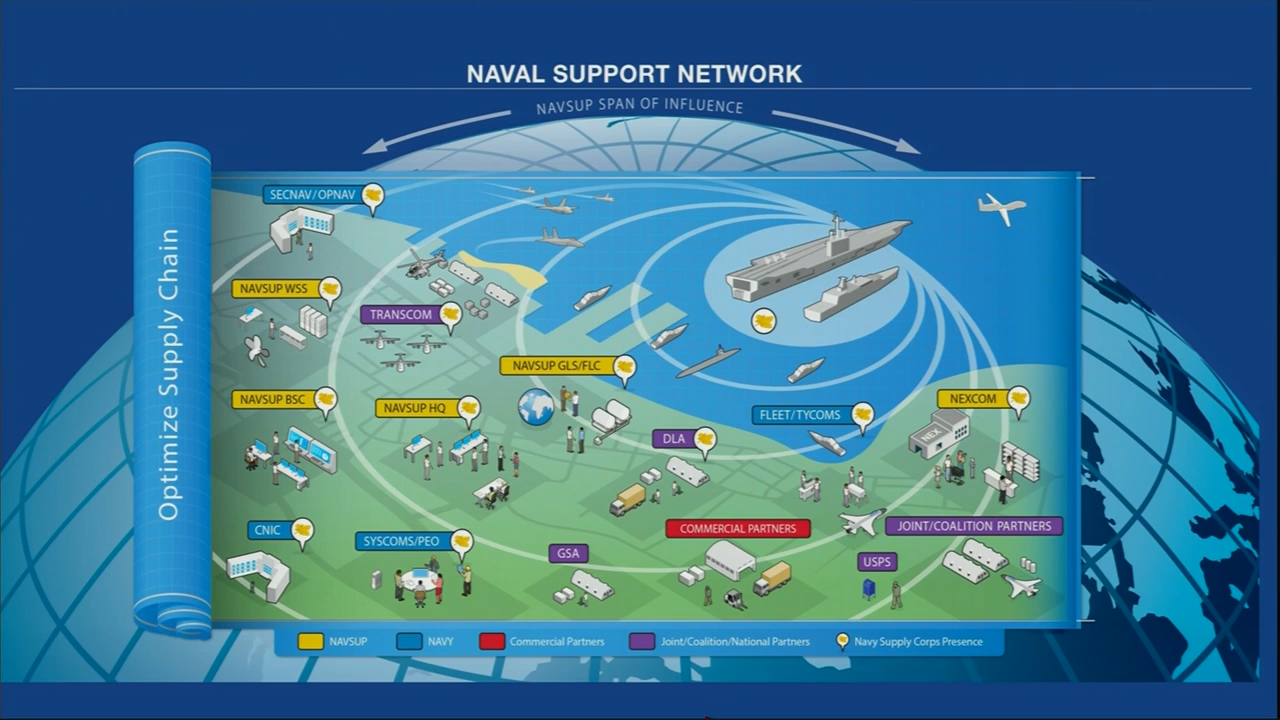 NAVAL SUPPORT NETWORK
NAVSUP SPAN OF INFLUENCE
Optimize Supply Chain
SECNAV/OPNAV
NAVSUP WSS
TRANSCOM
NAVSUP GLS/FLC
NAVSUP BSC
NAVSUP HQ
FLEET/TYCOMS
NEXCOM
NEX
DLA
CNIC
SYSCOMS/PEO
GSA
COMMERCIAL PARTNERS
JOINT/COALITION PARTNERS
USPS
NAVSUP
NAVY
Commercial Partners
Joint/Coalition/National Partners
Navy Supply Corps Presence